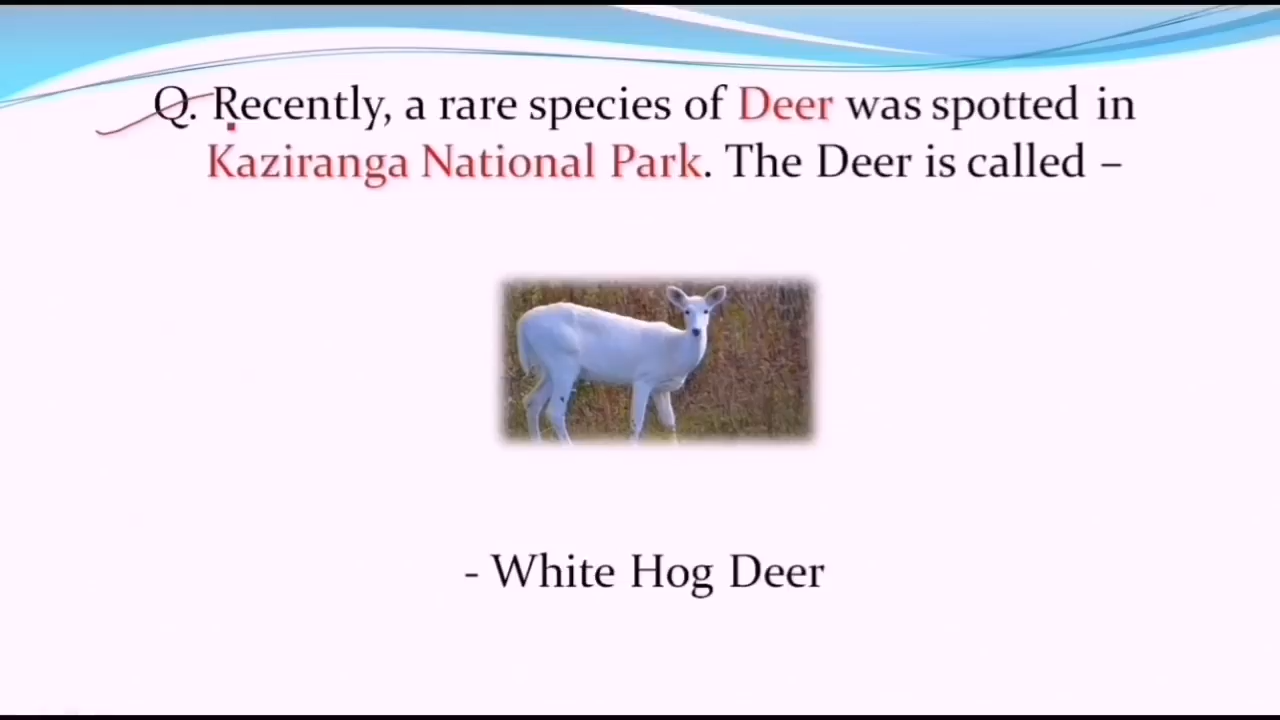 Q. Recently, a rare species of Deer was spotted in
Kaziranga National Park. The Deer is called –
- White Hog Deer